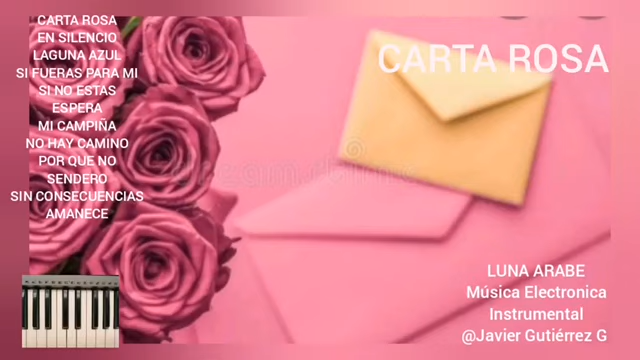 CARTA ROSA
EN SILENCIO
LAGUNA AZUL
SI FUERAS PARA MI
SI NO ESTAS
ESPERA
MI CAMPIÑA
NO HAY CAMINO
POR QUE NO
SENDERO
SIN CONSECUENCIAS
AMANECE
CARTA ROSA
LUNA ARABE
Música Electronica
Instrumental
@Javier Gutiérrez G